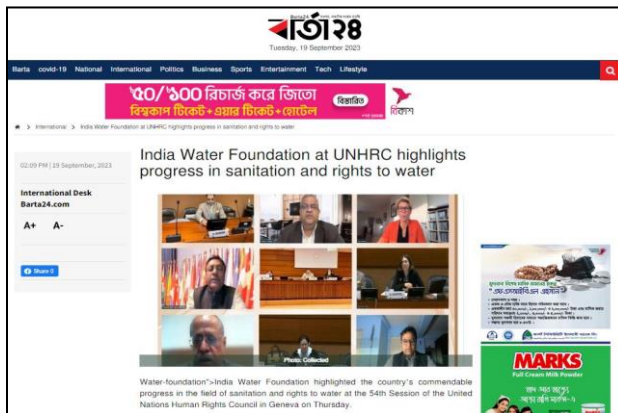 Barta24
বার্তা২৪
Tuesday, 19 September 2023
Barta covid-19 National International Politics Business Sports Entertainment Tech Lifestyle
৳৫০/৳১০০ রিচার্জ করে জিতো
বিশ্বকাপ টিকেট+এয়ার টিকেট+হোটেল
বিস্তারিত
বিকাশ
International > India Water Foundation at UNHRC highlights progress in sanitation and rights to water
02:09 PM | 19 September, 2023
International Desk
Barta24.com
A+ A-
Share 0
India Water Foundation at UNHRC highlights
progress in sanitation and rights to water
Photo: Collected
Water-foundation">India Water Foundation highlighted the country's commendable
progress in the field of sanitation and rights to water at the 54th Session of the United
Nations Human Rights Council in Geneva on Thursday.
MARKS
Full Cream Milk Powder